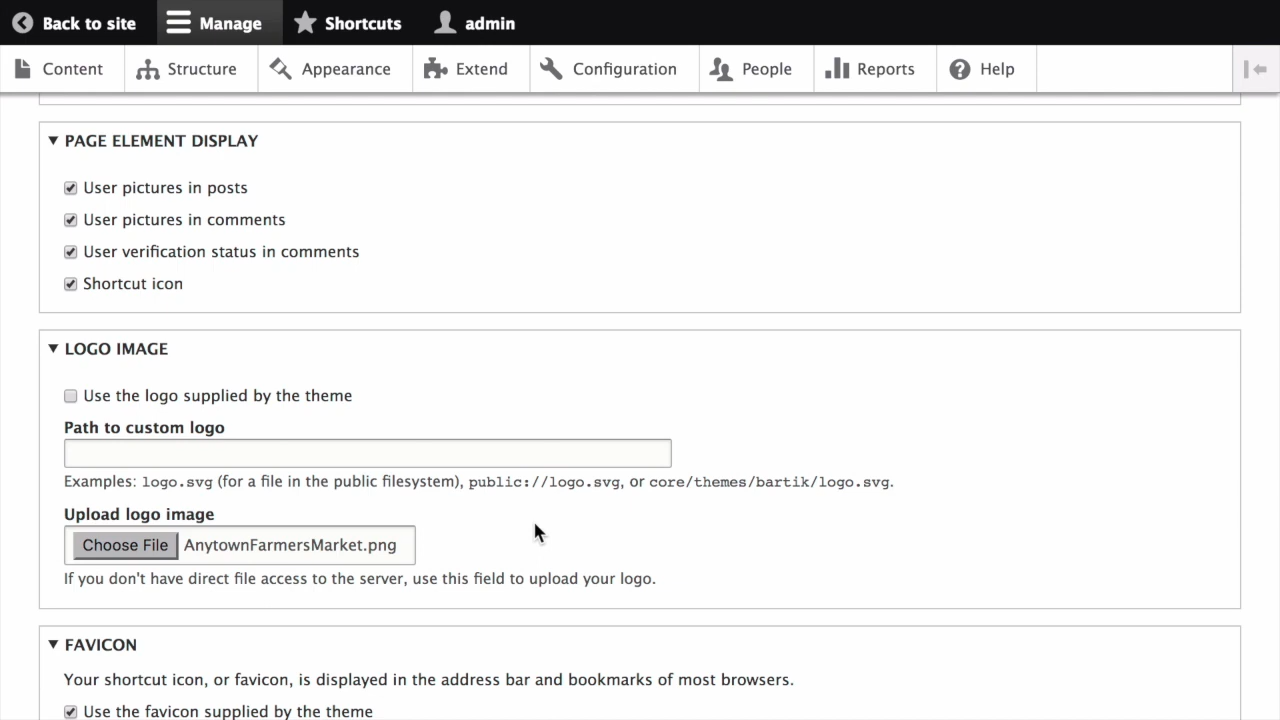 Back to site Manage Shortcuts admin
Content Structure Appearance Extend Configuration People Reports Help
PAGE ELEMENT DISPLAY
User pictures in posts
User pictures in comments
User verification status in comments
Shortcut icon
LOGO IMAGE
Use the logo supplied by the theme
Path to custom logo
Examples: logo.svg (for a file in the public filesystem), public://logo.svg, or core/themes/bartik/logo.svg.
Upload logo image
Choose File AnytownFarmersMarket.png
If you don't have direct file access to the server, use this field to upload your logo.
FAVICON
Your shortcut icon, or favicon, is displayed in the address bar and bookmarks of most browsers.
Use the favicon supplied by the theme